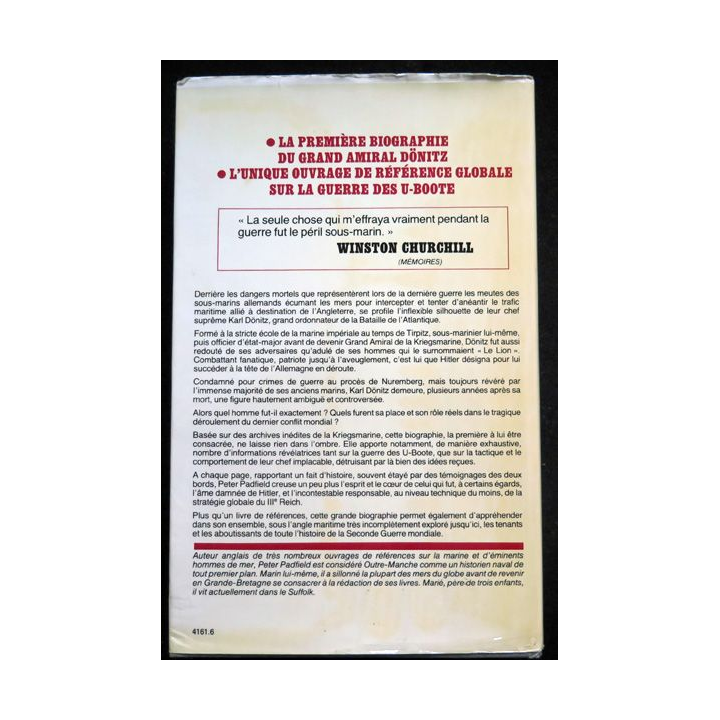 ● LA PREMIÈRE BIOGRAPHIE
DU GRAND AMIRAL DÖNITZ
● L'UNIQUE OUVRAGE DE RÉFÉRENCE GLOBALE
SUR LA GUERRE DES U-BOOTE
« La seule chose qui m'effraya vraiment pendant la
guerre fut le péril sous-marin. »
WINSTON CHURCHILL
(MÉMOIRES)
Derrière les dangers mortels que représentèrent lors de la dernière guerre les meutes des
sous-marins allemands écumant les mers pour intercepter et tenter d'anéantir le trafic
maritime allié à destination de l'Angleterre, se profile l'inflexible silhouette de leur chef
suprême Karl Dönitz, grand ordonnateur de la Bataille de l'Atlantique.
Formé à la stricte école de la marine impériale au temps de Tirpitz, sous-marinier lui-même,
puis officier d'état-major avant de devenir Grand Amiral de la Kriegsmarine, Dönitz fut aussi
redouté de ses adversaires qu'adulé de ses hommes qui le surnommaient « Le Lion ».
Combattant fanatique, patriote jusqu'à l'aveuglement, c'est lui que Hitler désigna pour lui
succéder à la tête de l'Allemagne en déroute.
Condamné pour crimes de guerre au procès de Nuremberg, mais toujours révéré par
l'immense majorité de ses anciens marins, Karl Dönitz demeure, plusieurs années après sa
mort, une figure hautement ambiguë et controversée.
Alors quel homme fut-il exactement ? Quels furent sa place et son rôle réels dans le tragique
déroulement du dernier conflit mondial ?
Basée sur des archives inédites de la Kriegsmarine, cette biographie, la première à lui être
consacrée, ne laisse rien dans l'ombre. Elle apporte notamment, de manière exhaustive,
nombre d'informations révélatrices tant sur la guerre des U-Boote, que sur la tactique et le
comportement de leur chef implacable, détruisant par là bien des idées reçues.
A chaque page, rapportant un fait d'histoire, souvent étayé par des témoignages des deux
bords, Peter Padfield creuse un peu plus l'esprit et le cœur de celui qui fut, à certains égards,
l'âme damnée de Hitler, et l'incontestable responsable, au niveau technique du moins, de la
stratégie globale du IIIe Reich.
Plus qu'un livre de références, cette grande biographie permet également d'appréhender
dans son ensemble, sous l'angle maritime très incomplètement exploré jusqu'ici, les tenants
et les aboutissants de toute l'histoire de la Seconde Guerre mondiale.
Auteur anglais de très nombreux ouvrages de références sur la marine et d'éminents
hommes de mer, Peter Padfield est considéré Outre-Manche comme un historien naval de
tout premier plan. Marin lui-même, il a sillonné la plupart des mers du globe avant de revenir
en Grande-Bretagne se consacrer à la rédaction de ses livres. Marié, père de trois enfants,
il vit actuellement dans le Suffolk.
4161.6